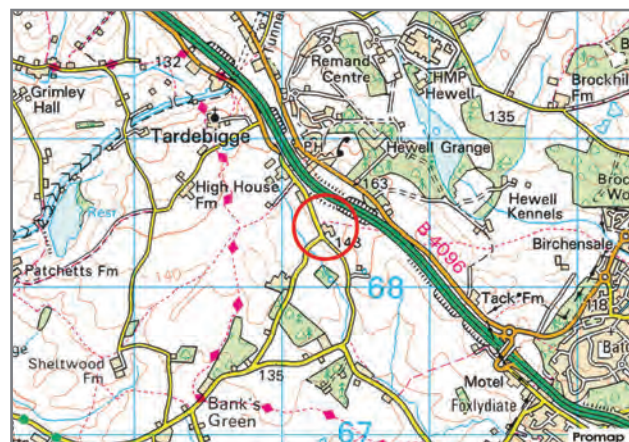 Tunnel
132
Remand
Centre
HMP
Hewell
Brockhill
Fm
Grimley
Hall
135
Tardebigge
PH
Hewell Grange
High House
Fm
163
Hewell
Kennels
Resr
B 4096
Birchensale
Patchetts Fm
140
143
68
Tack Fm
118
Sheltwood
Fm
135
Motel
Foxlydiate
Bank's
Green
67
Promap